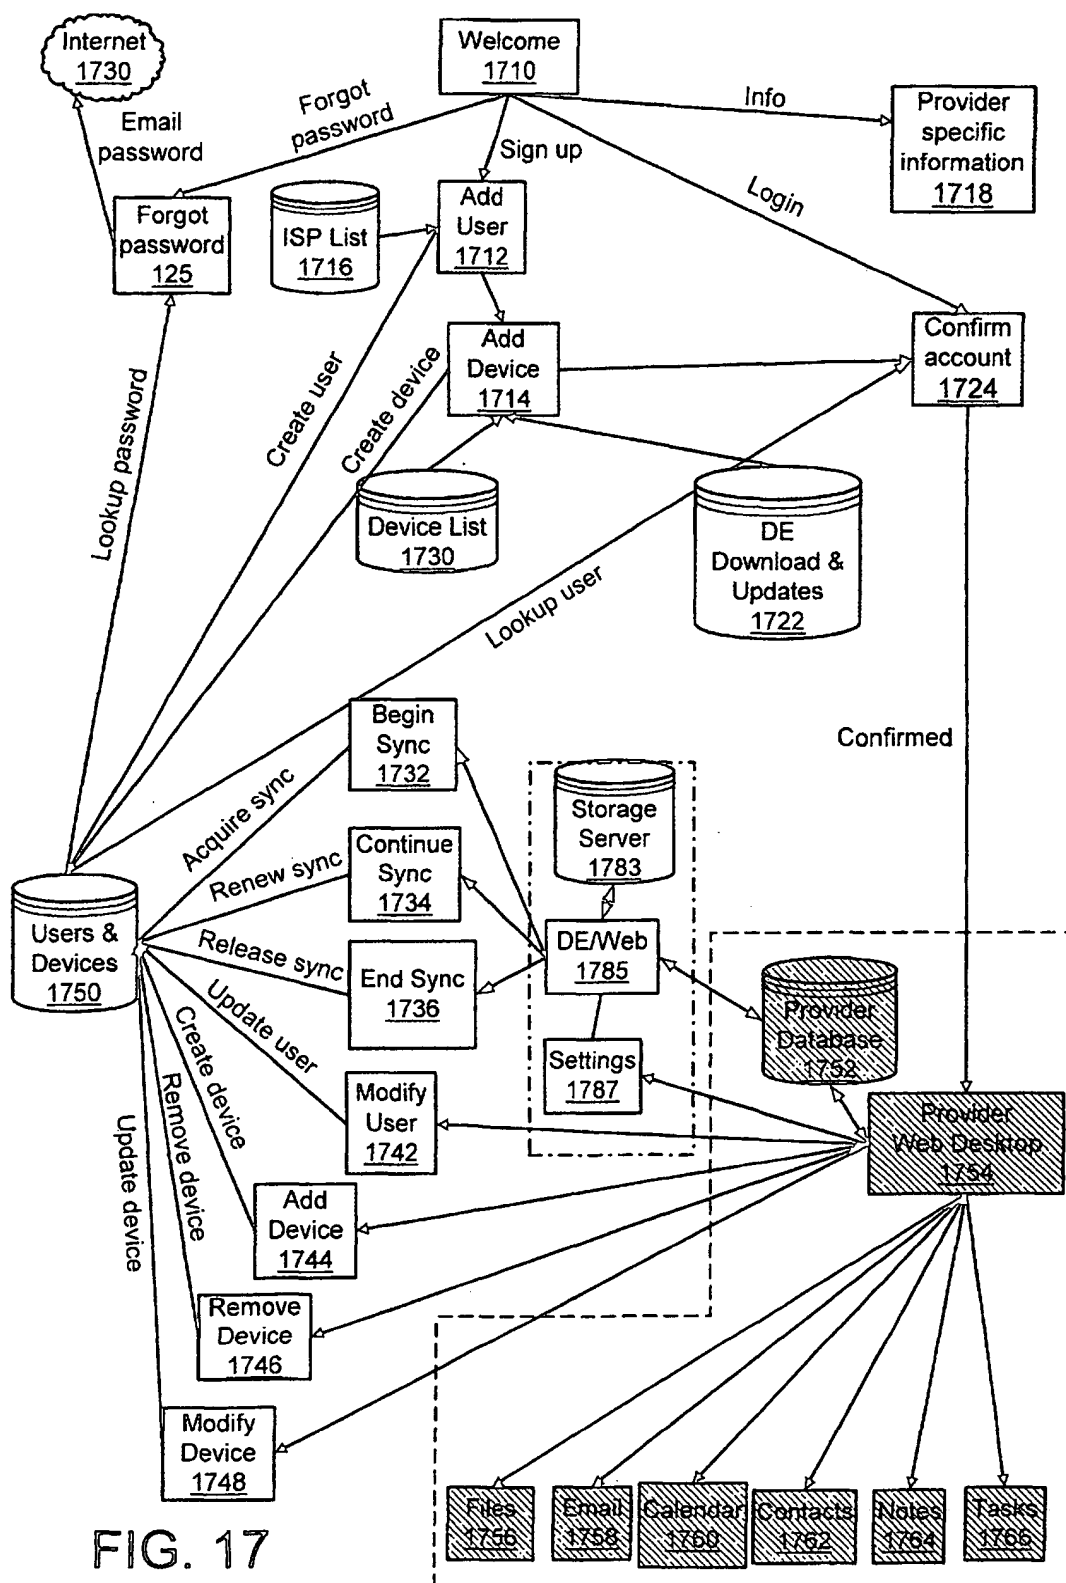 Internet
1730
Welcome
1710
Forgot
password
Info
Email
password
Sign up
Provider
specific
information
1718
Login
Forgot
password
125
ISP List
1716
Add
User
1712
Confirm
account
1724
Add
Device
1714
Lookup password
Create user
Create device
Device List
1730
DE
Download &
Updates
1722
Lookup user
Begin
Sync
1732
Confirmed
Acquire sync
Storage
Server
1783
Continue
Sync
1734
Renew sync
Users &
Devices
1750
Release sync
End Sync
1736
DE/Web
1785
Provider
Database
1752
Update user
Settings
1787
Create device
Remove device
Update device
Modify
User
1742
Provider
Web Desktop
1754
Add
Device
1744
Remove
Device
1746
Modify
Device
1748
Files
1756
Email
1758
Calendar
1760
Contacts
1762
Notes
1764
Tasks
1766
FIG. 17